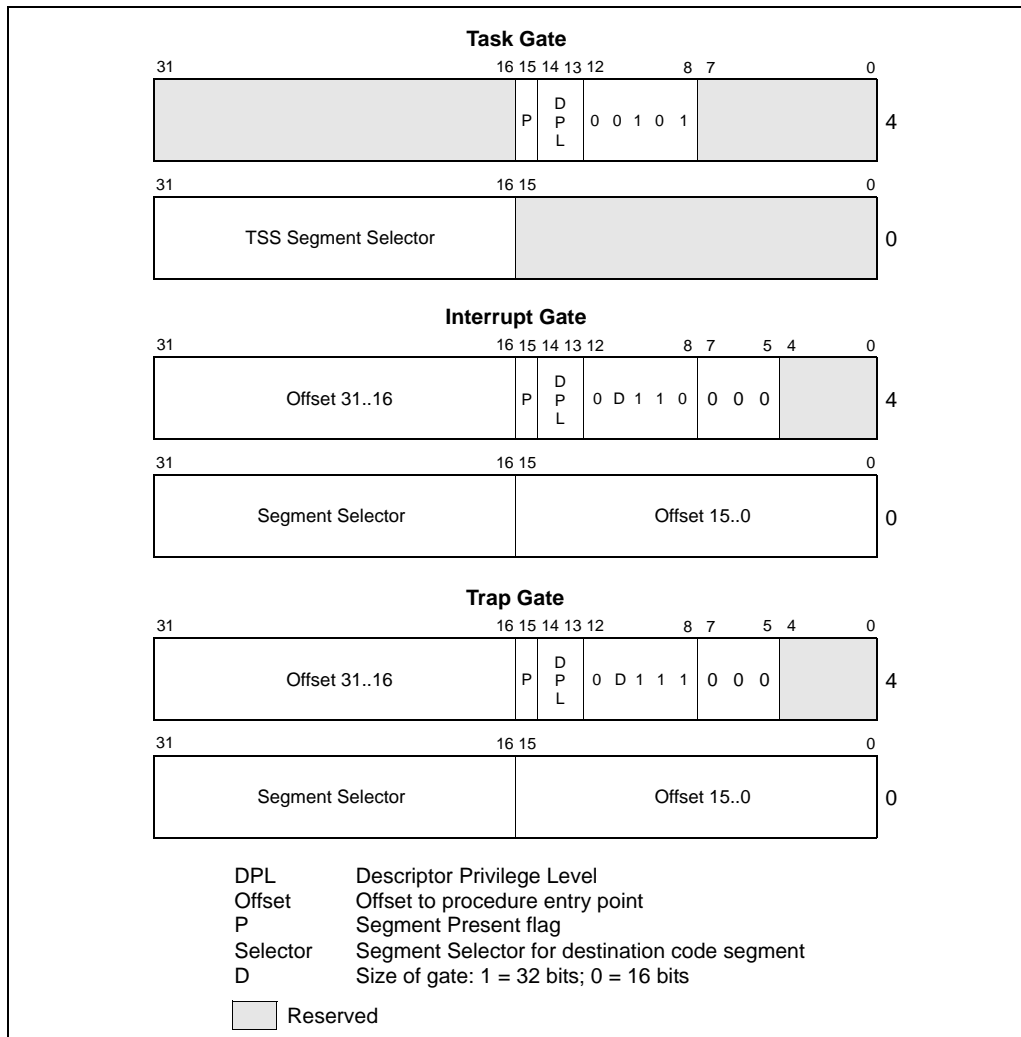 Task Gate
31 16 15 14 13 12 8 7 0
P D P L 0 0 1 0 1 4
31 16 15 0
TSS Segment Selector 0
Interrupt Gate
31 16 15 14 13 12 8 7 5 4 0
Offset 31..16 P D P L 0 D 1 1 0 0 0 0 4
31 16 15 0
Segment Selector Offset 15..0 0
Trap Gate
31 16 15 14 13 12 8 7 5 4 0
Offset 31..16 P D P L 0 D 1 1 1 0 0 0 4
31 16 15 0
Segment Selector Offset 15..0 0
DPL Descriptor Privilege Level
Offset Offset to procedure entry point
P Segment Present flag
Selector Segment Selector for destination code segment
D Size of gate: 1 = 32 bits; 0 = 16 bits
Reserved